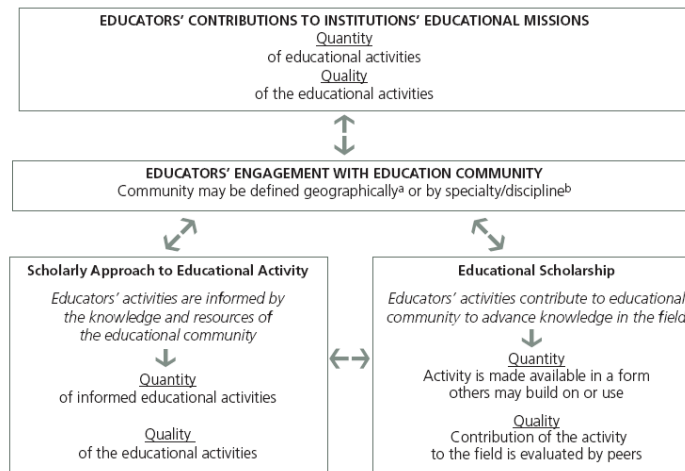 EDUCATORS' CONTRIBUTIONS TO INSTITUTIONS' EDUCATIONAL MISSIONS
Quantity
of educational activities
Quality
of the educational activities
EDUCATORS' ENGAGEMENT WITH EDUCATION COMMUNITY
Community may be defined geographicallyᵃ or by specialty/disciplineᵇ
Scholarly Approach to Educational Activity
Educators' activities are informed by
the knowledge and resources of
the educational community
Quantity
of informed educational activities
Quality
of the educational activities
Educational Scholarship
Educators' activities contribute to educational
community to advance knowledge in the field
Quantity
Activity is made available in a form
others may build on or use
Quality
Contribution of the activity
to the field is evaluated by peers